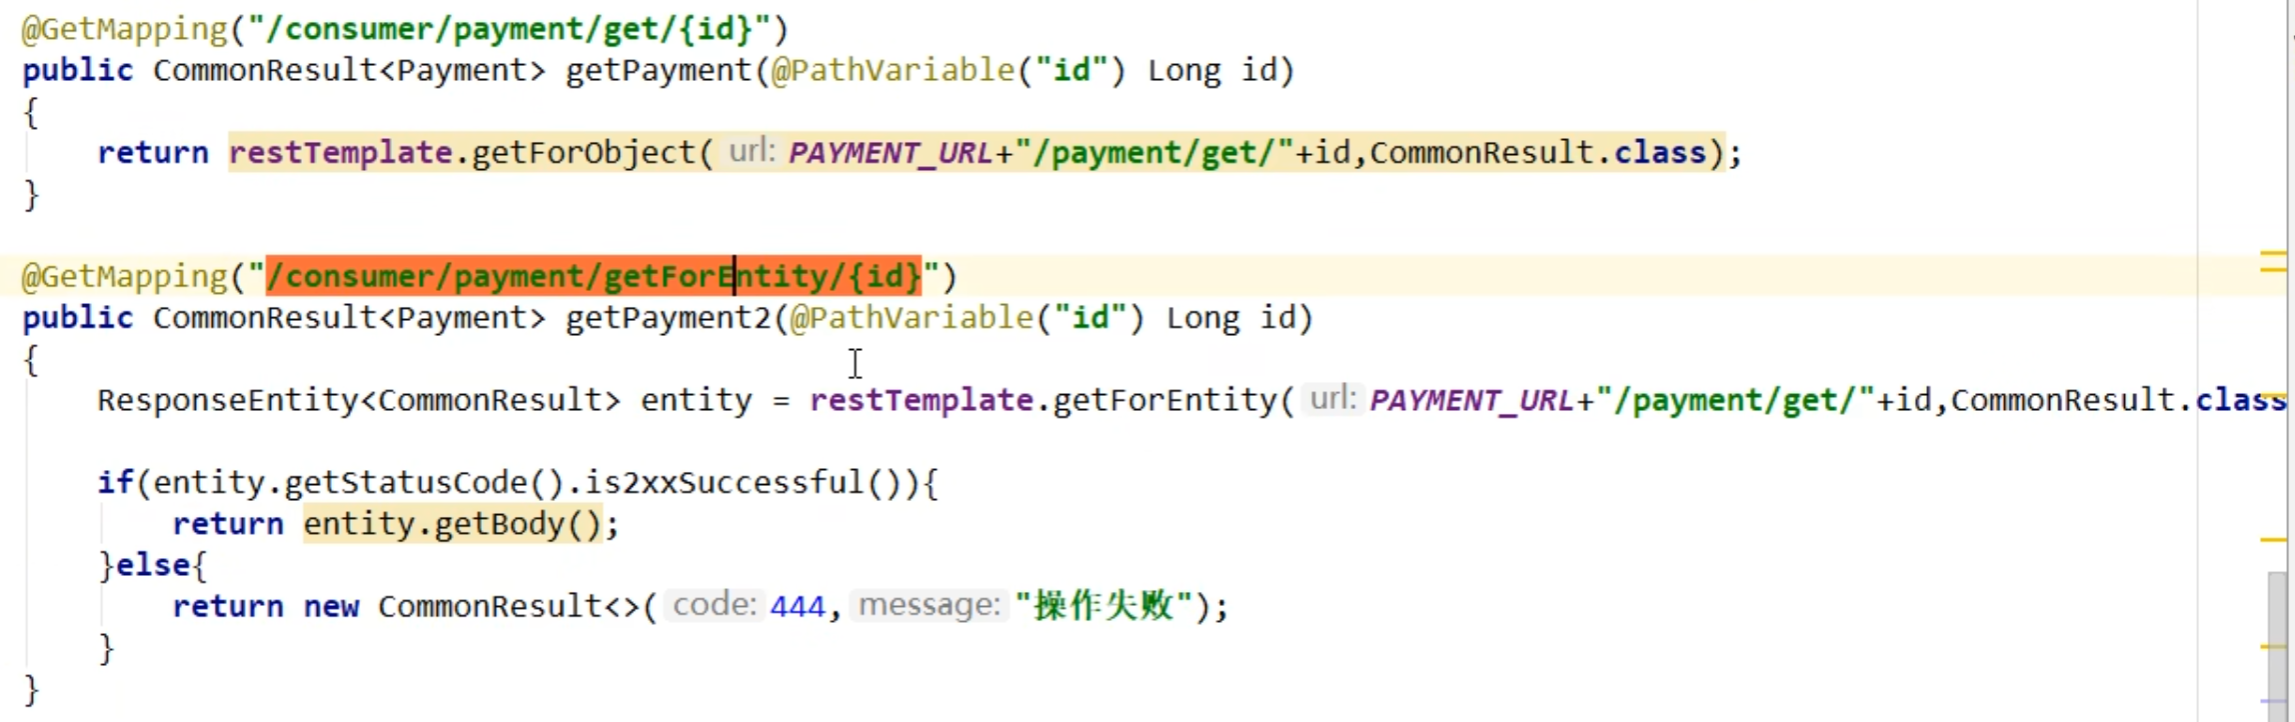 @GetMapping("/consumer/payment/get/{id}")
public CommonResult<Payment> getPayment(@PathVariable("id") Long id)
{
return restTemplate.getForObject( url: PAYMENT_URL+"/payment/get/"+id,CommonResult.class);
}
@GetMapping("/consumer/payment/getForEntity/{id}")
public CommonResult<Payment> getPayment2(@PathVariable("id") Long id)
{
ResponseEntity<CommonResult> entity = restTemplate.getForEntity( url: PAYMENT_URL+"/payment/get/"+id,CommonResult.class
if(entity.getStatusCode().is2xxSuccessful()){
return entity.getBody();
}else{
return new CommonResult<>( code: 444, message: "操作失败");
}
}